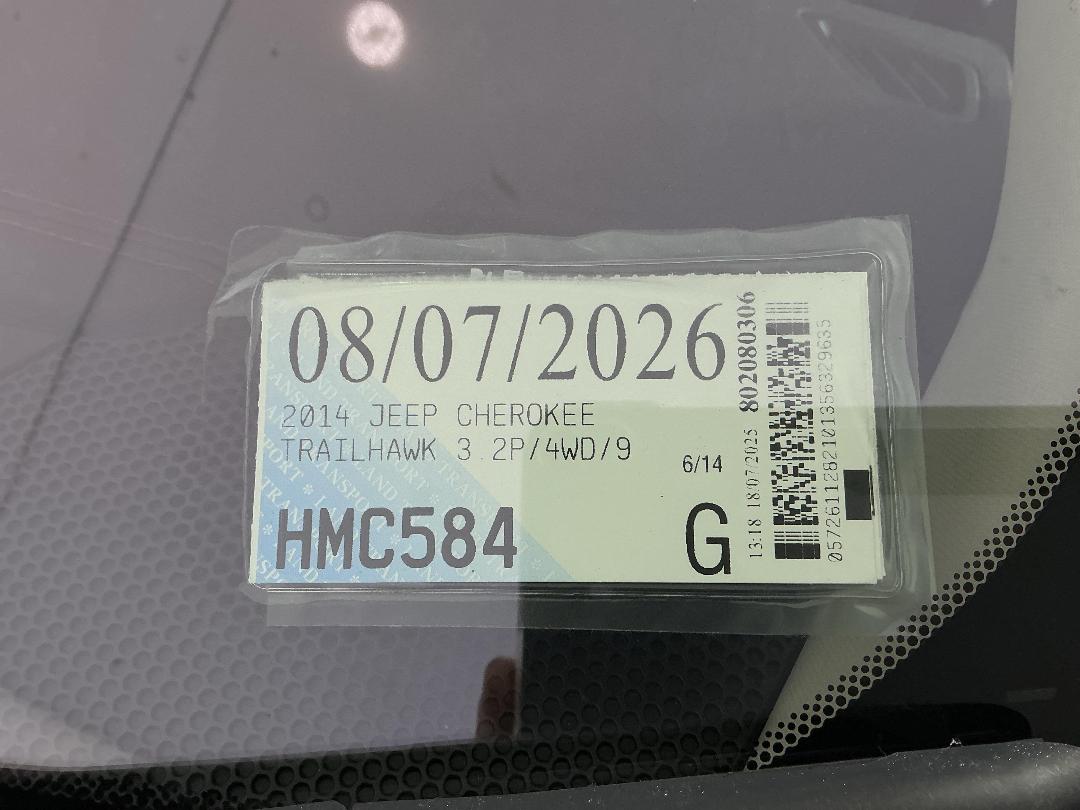 08/07/2026
2014 JEEP CHEROKEE
TRAILHAWK 3.2P/4WD/9
6/14
HMC584
G
13:18 18/07/2025 802080306
0572611282101356329635